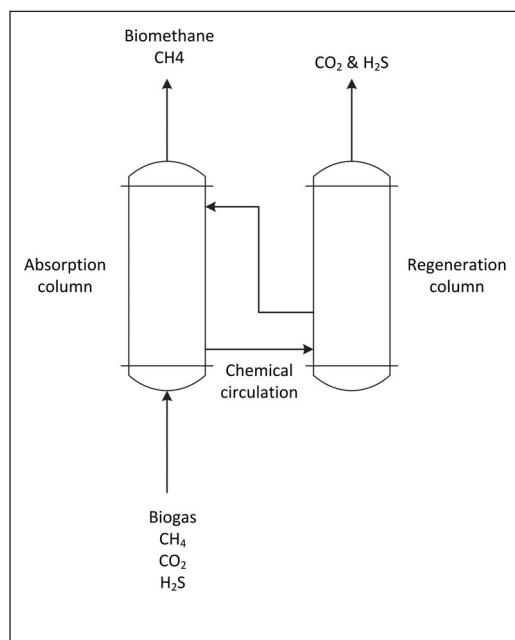 Biomethane
CH4
CO₂ & H₂S
Absorption
column
Regeneration
column
Chemical
circulation
Biogas
CH₄
CO₂
H₂S